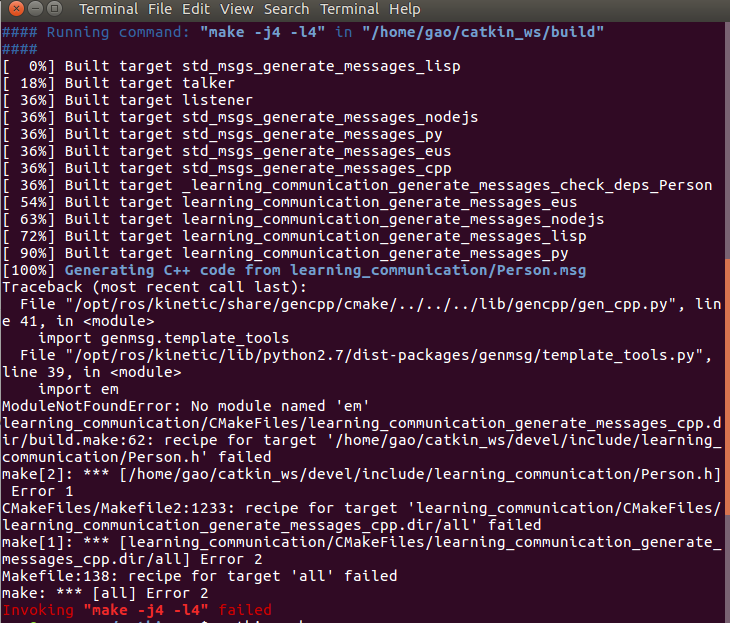 Terminal File Edit View Search Terminal Help
#### Running command: "make -j4 -l4" in "/home/gao/catkin_ws/build"
####
[  0%] Built target std_msgs_generate_messages_lisp
[ 18%] Built target talker
[ 36%] Built target listener
[ 36%] Built target std_msgs_generate_messages_nodejs
[ 36%] Built target std_msgs_generate_messages_py
[ 36%] Built target std_msgs_generate_messages_eus
[ 36%] Built target std_msgs_generate_messages_cpp
[ 36%] Built target _learning_communication_generate_messages_check_deps_Person
[ 54%] Built target learning_communication_generate_messages_eus
[ 63%] Built target learning_communication_generate_messages_nodejs
[ 72%] Built target learning_communication_generate_messages_lisp
[ 90%] Built target learning_communication_generate_messages_py
[100%] Generating C++ code from learning_communication/Person.msg
Traceback (most recent call last):
  File "/opt/ros/kinetic/share/gencpp/cmake/../../../lib/gencpp/gen_cpp.py", lin
e 41, in <module>
    import genmsg.template_tools
  File "/opt/ros/kinetic/lib/python2.7/dist-packages/genmsg/template_tools.py",
line 39, in <module>
    import em
ModuleNotFoundError: No module named 'em'
learning_communication/CMakeFiles/learning_communication_generate_messages_cpp.d
ir/build.make:62: recipe for target '/home/gao/catkin_ws/devel/include/learning_
communication/Person.h' failed
make[2]: *** [/home/gao/catkin_ws/devel/include/learning_communication/Person.h]
 Error 1
CMakeFiles/Makefile2:1233: recipe for target 'learning_communication/CMakeFiles/
learning_communication_generate_messages_cpp.dir/all' failed
make[1]: *** [learning_communication/CMakeFiles/learning_communication_generate_
messages_cpp.dir/all] Error 2
Makefile:138: recipe for target 'all' failed
make: *** [all] Error 2
Invoking "make -j4 -l4" failed